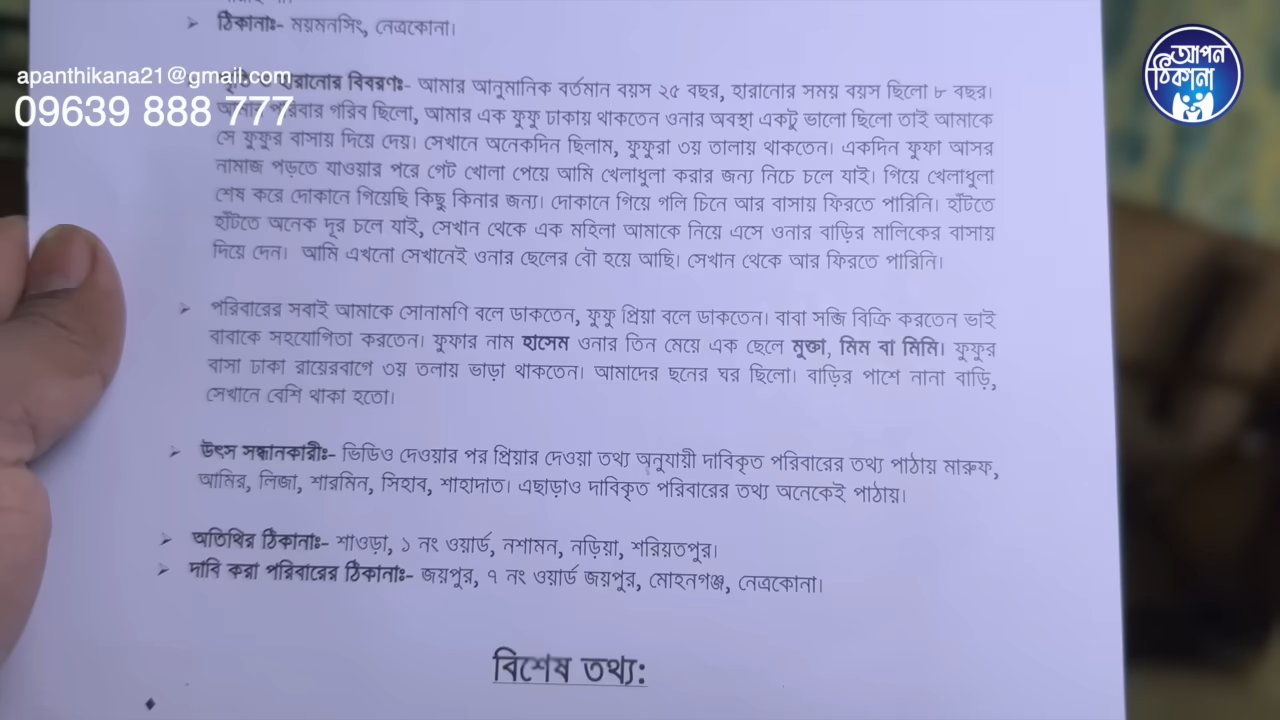 ঠিকানাঃ- ময়মনসিং, নেত্রকোনা।
আপন ঠিকানা
apanthikana21@gmail.com
09639 888 777
হারানোর বিবরণাঃ- আমার আনুমানিক বর্তমান বয়স ২৫ বছর, হারানোর সময় বয়স ছিলো ৮ বছর।
পরিবার গরিব ছিলো, আমার এক ফুফু ঢাকায় থাকতেন ওনার অবস্থা একটু ভালো ছিলো তাই আমাকে
সে ফুফুর বাসায় দিয়ে দেয়। সেখানে অনেকদিন ছিলাম, ফুফুরা ৩য় তালায় থাকতেন। একদিন ফুফা আসর
নামাজ পড়তে যাওয়ার পরে গেট খোলা পেয়ে আমি খেলাধুলা করার জন্য নিচে চলে যাই। গিয়ে খেলাধুলা
শেষ করে দোকানে গিয়েছি কিছু কিনার জন্য। দোকানে গিয়ে গলি চিনে আর বাসায় ফিরতে পারিনি। হাঁটতে
হাঁটতে অনেক দূর চলে যাই, সেখান থেকে এক মহিলা আমাকে নিয়ে এসে ওনার বাড়ির মালিকের বাসায়
দিয়ে দেন। আমি এখনো সেখানেই ওনার ছেলের বৌ হয়ে আছি। সেখান থেকে আর ফিরতে পারিনি।
পরিবারের সবাই আমাকে সোনামণি বলে ডাকতেন, ফুফু প্রিয়া বলে ডাকতেন। বাবা সব্জি বিক্রি করতেন ভাই
বাবাকে সহযোগিতা করতেন। ফুফার নাম হাসেম ওনার তিন মেয়ে এক ছেলে মুক্তা, মিম বা মিমি। ফুফুর
বাসা ঢাকা রায়েরবাগে ৩য় তলায় ভাড়া থাকতেন। আমাদের ছনের ঘর ছিলো। বাড়ির পাশে নানা বাড়ি,
সেখানে বেশি থাকা হতো।
উৎস সন্ধানকারীঃ- ভিডিও দেওয়ার পর প্রিয়ার দেওয়া তথ্য অনুযায়ী দাবিকৃত পরিবারের তথ্য পাঠায় মারুফ,
আমির, লিজা, শারমিন, সিহাব, শাহাদাত। এছাড়াও দাবিকৃত পরিবারের তথ্য অনেকেই পাঠায়।
অতিথির ঠিকানাঃ- শাওড়া, ১ নং ওয়ার্ড, নশামন, নড়িয়া, শরিয়তপুর।
দাবি করা পরিবারের ঠিকানাঃ- জয়পুর, ৭ নং ওয়ার্ড জয়পুর, মোহনগঞ্জ, নেত্রকোনা।
বিশেষ তথ্য: